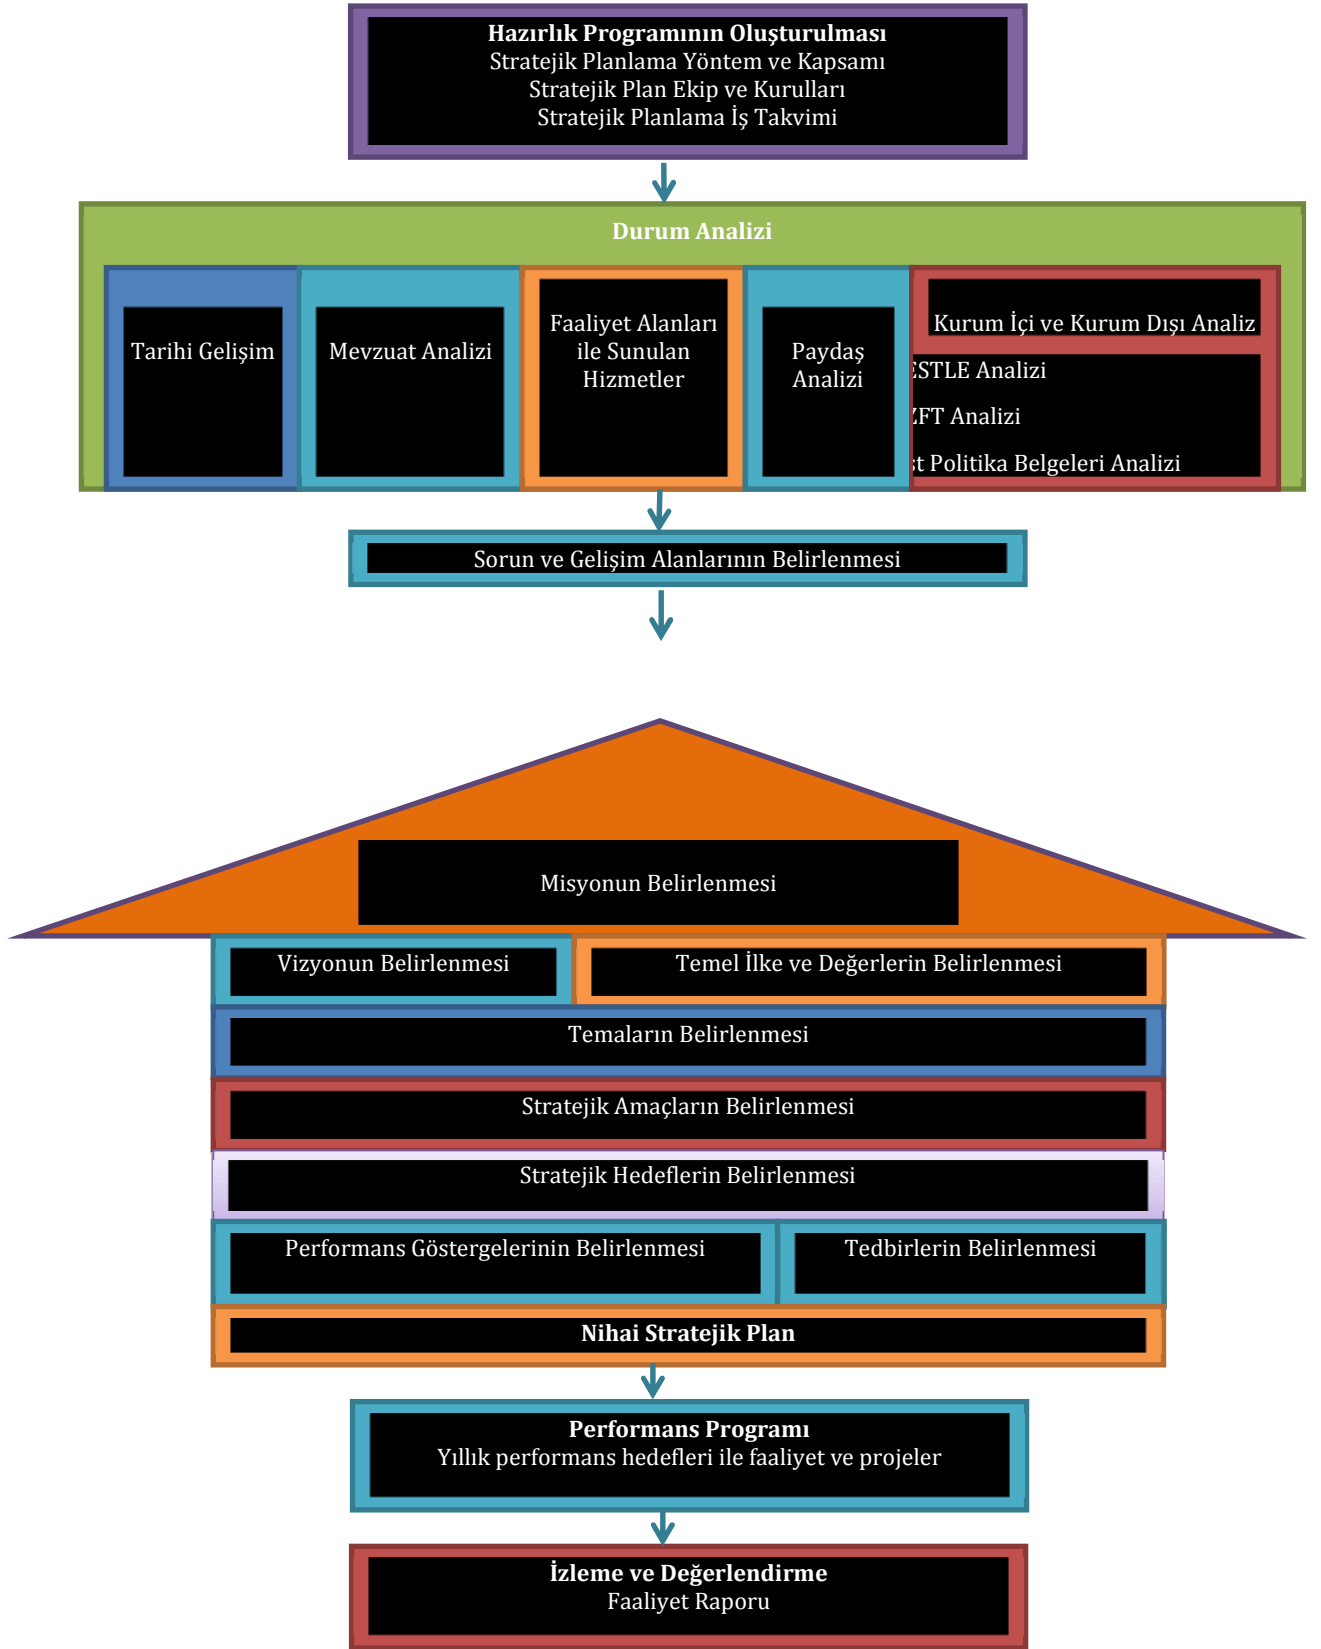 Hazırlık Programının Oluşturulması
Stratejik Planlama Yöntem ve Kapsamı
Stratejik Plan Ekip ve Kurulları
Stratejik Planlama İş Takvimi
Durum Analizi
Tarihi Gelişim
Mevzuat Analizi
Faaliyet Alanları
ile Sunulan
Hizmetler
Paydaş
Analizi
Kurum İçi ve Kurum Dışı Analiz
ESTLE Analizi
ZFT Analizi
st Politika Belgeleri Analizi
Sorun ve Gelişim Alanlarının Belirlenmesi
Misyonun Belirlenmesi
Vizyonun Belirlenmesi
Temel İlke ve Değerlerin Belirlenmesi
Temaların Belirlenmesi
Stratejik Amaçların Belirlenmesi
Stratejik Hedeflerin Belirlenmesi
Performans Göstergelerinin Belirlenmesi
Tedbirlerin Belirlenmesi
Nihai Stratejik Plan
Performans Programı
Yıllık performans hedefleri ile faaliyet ve projeler
İzleme ve Değerlendirme
Faaliyet Raporu